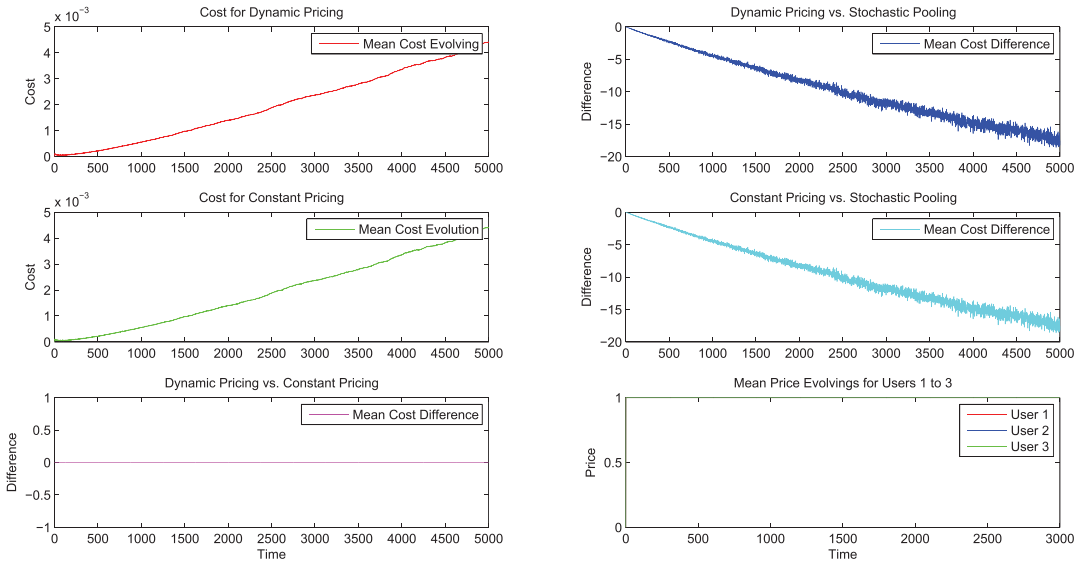 Cost for Dynamic Pricing
x 10⁻³
5
4
3
2
1
0
Cost
Mean Cost Evolving
0 500 1000 1500 2000 2500 3000 3500 4000 4500 5000
Dynamic Pricing vs. Stochastic Pooling
0
−5
−10
−15
−20
Difference
Mean Cost Difference
0 500 1000 1500 2000 2500 3000 3500 4000 4500 5000
Cost for Constant Pricing
x 10⁻³
5
4
3
2
1
0
Cost
Mean Cost Evolution
0 500 1000 1500 2000 2500 3000 3500 4000 4500 5000
Constant Pricing vs. Stochastic Pooling
0
−5
−10
−15
−20
Difference
Mean Cost Difference
0 500 1000 1500 2000 2500 3000 3500 4000 4500 5000
Dynamic Pricing vs. Constant Pricing
1
0.5
0
−0.5
−1
Difference
Mean Cost Difference
0 500 1000 1500 2000 2500 3000 3500 4000 4500 5000
Time
Mean Price Evolvings for Users 1 to 3
1
0.5
0
Price
User 1
User 2
User 3
0 500 1000 1500 2000 2500 3000
Time